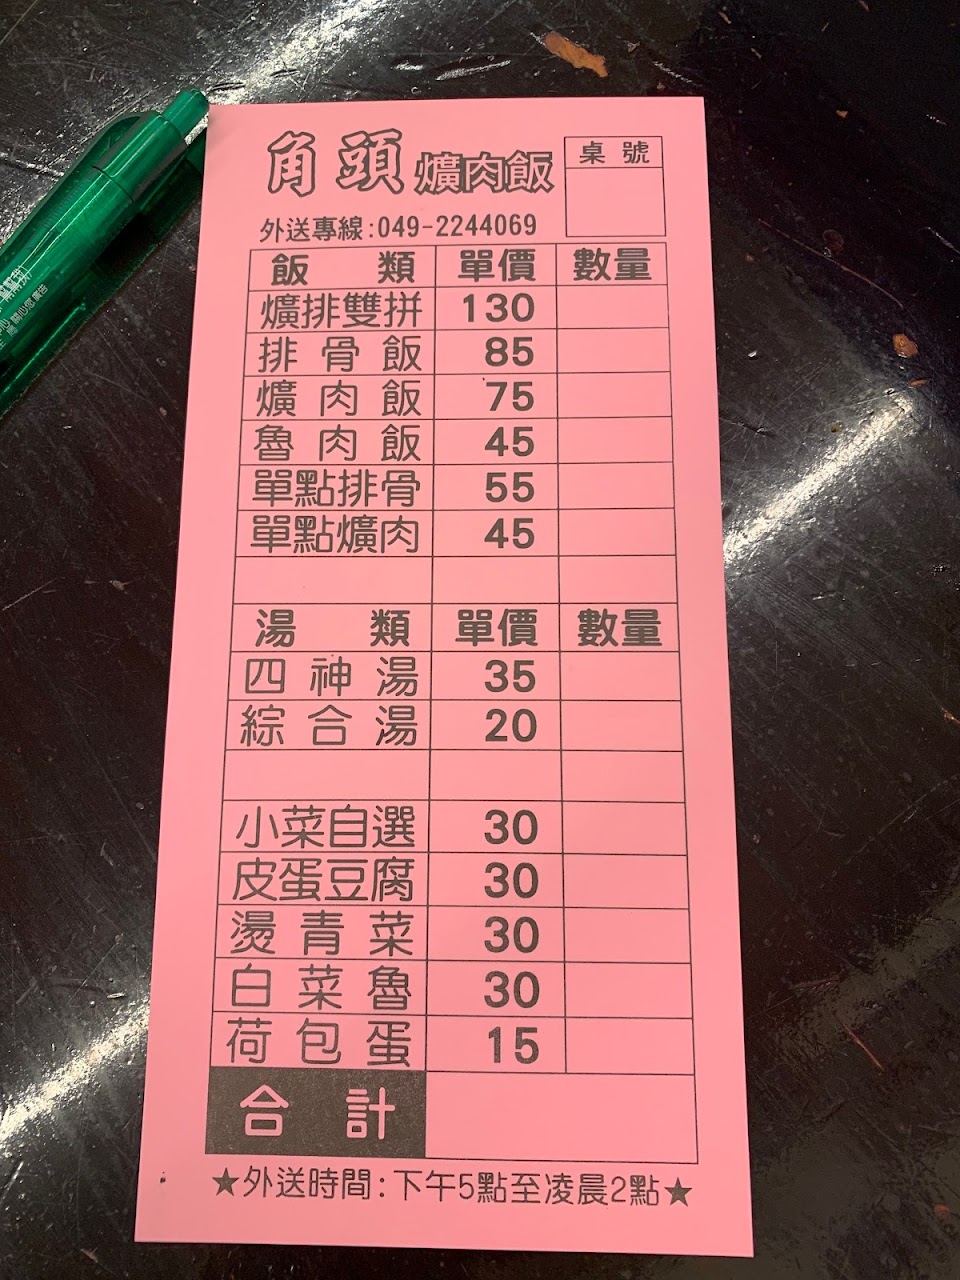 角頭 爌肉飯
桌號
外送專線:049-2244069
飯類 單價 數量
爌排雙拼 130
排骨飯 85
爌肉飯 75
魯肉飯 45
單點排骨 55
單點爌肉 45
湯類 單價 數量
四神湯 35
綜合湯 20
小菜自選 30
皮蛋豆腐 30
燙青菜 30
白菜魯 30
荷包蛋 15
合計
★外送時間:下午5點至凌晨2點★